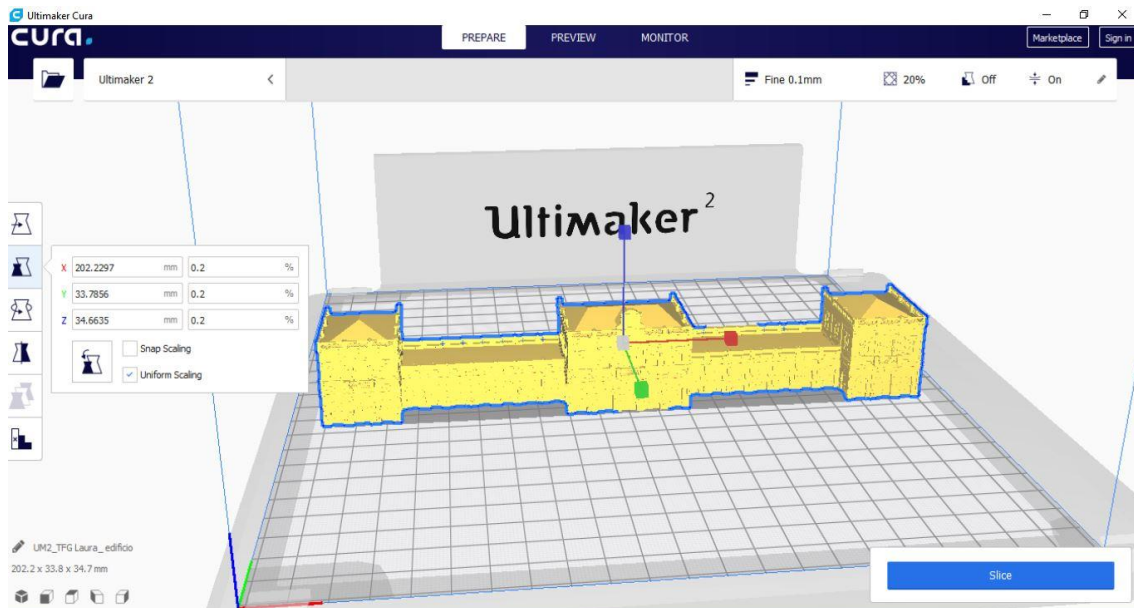 Ultimaker Cura
cura.
PREPARE PREVIEW MONITOR
Marketplace Sign in
Ultimaker 2
Fine 0.1mm 20% Off On
Ultimaker 2
X 202.2297 mm 0.2 %
Y 33.7856 mm 0.2 %
Z 34.6635 mm 0.2 %
Snap Scaling
Uniform Scaling
UM2_TFG Laura_ edificio
202.2 x 33.8 x 34.7 mm
Slice